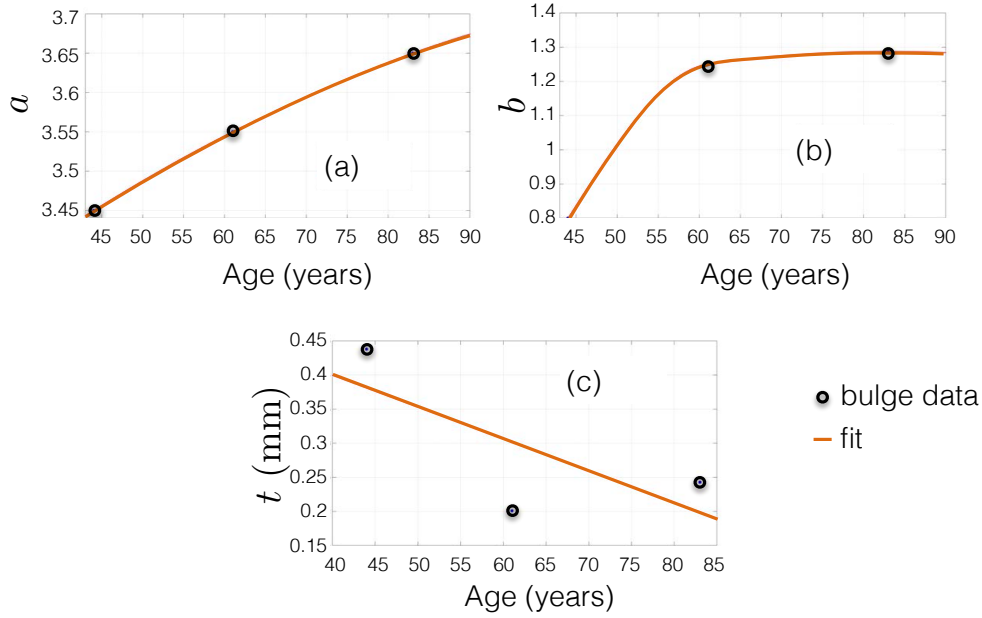 3.7
3.65
3.6
3.55
3.5
3.45
a
(a)
45 50 55 60 65 70 75 80 85 90
Age (years)
1.4
1.3
1.2
1.1
1
0.9
0.8
b
(b)
45 50 55 60 65 70 75 80 85 90
Age (years)
0.45
0.4
0.35
0.3
0.25
0.2
0.15
t (mm)
(c)
40 45 50 55 60 65 70 75 80 85
Age (years)
bulge data
fit